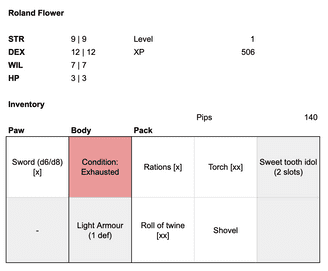 Roland Flower
STR 9 | 9 Level 1
DEX 12 | 12 XP 506
WIL 7 | 7
HP 3 | 3
Inventory
Pips 140
Paw Body Pack
Sword (d6/d8) [x]
Condition: Exhausted
Rations [x]
Torch [xx]
Sweet tooth idol (2 slots)
-
Light Armour (1 def)
Roll of twine [xx]
Shovel